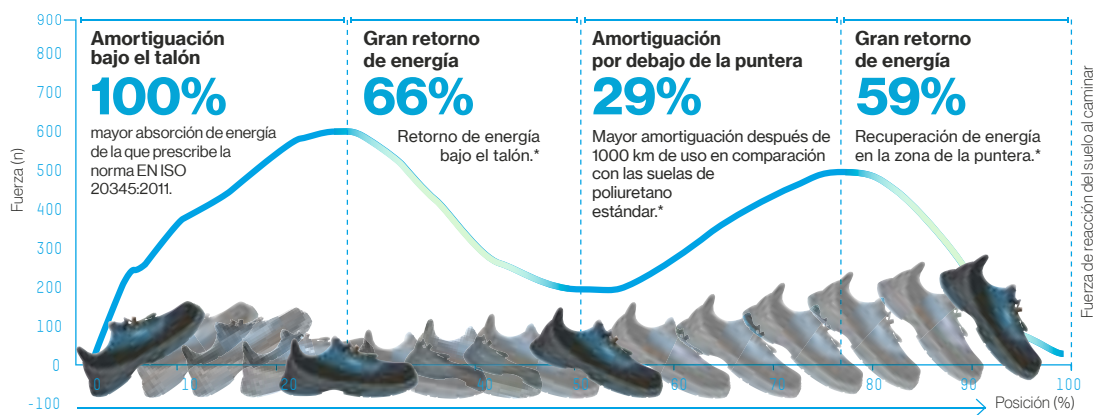 900
800
700
600
500
400
300
200
100
0
-100
Fuerza (n)
Amortiguación
bajo el talón
100%
mayor absorción de energía
de la que prescribe la
norma EN ISO
20345:2011.
Gran retorno
de energía
66%
Retorno de energía
bajo el talón.*
Amortiguación
por debajo de la puntera
29%
Mayor amortiguación después de
1000 km de uso en comparación
con las suelas de
poliuretano
estándar.*
Gran retorno
de energía
59%
Recuperación de energía
en la zona de la puntera.*
Fuerza de reacción del suelo al caminar
0 10 20 40 50 60 70 80 90 100
Posición (%)